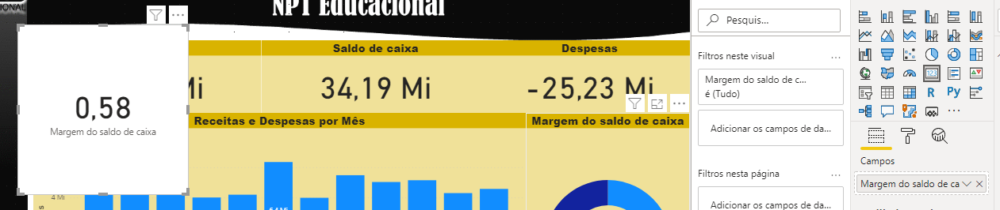 IONAL
NPT Educacional
Saldo de caixa
Despesas
Mi
34,19 Mi
-25,23 Mi
0,58
Margem do saldo de caixa
Receitas e Despesas por Mês
Margem do saldo de caixa
4 Mi
Pesquis...
Filtros neste visual
...
Margem do saldo de c...
é (Tudo)
Adicionar os campos de da...
Filtros nesta página
...
Adicionar os campos de da...
123
R
Py
...
Campos
Margem do saldo de ca